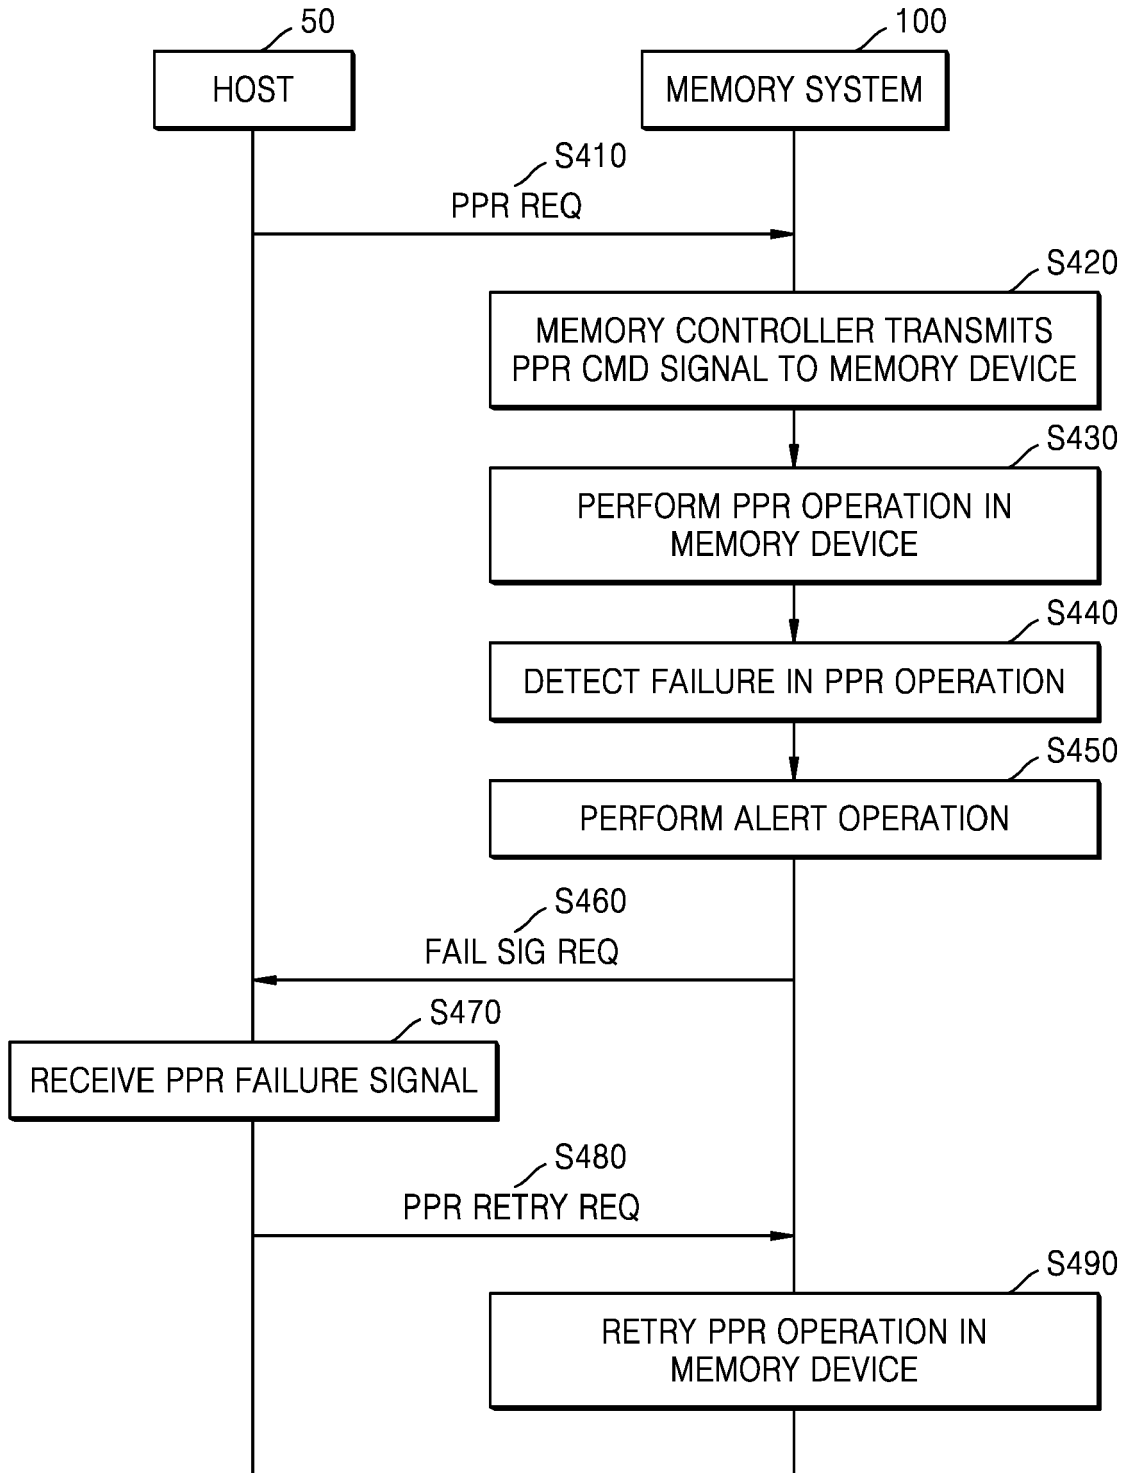 50
100
HOST
MEMORY SYSTEM
S410
PPR REQ
S420
MEMORY CONTROLLER TRANSMITS
PPR CMD SIGNAL TO MEMORY DEVICE
S430
PERFORM PPR OPERATION IN
MEMORY DEVICE
S440
DETECT FAILURE IN PPR OPERATION
S450
PERFORM ALERT OPERATION
S460
FAIL SIG REQ
S470
RECEIVE PPR FAILURE SIGNAL
S480
PPR RETRY REQ
S490
RETRY PPR OPERATION IN
MEMORY DEVICE